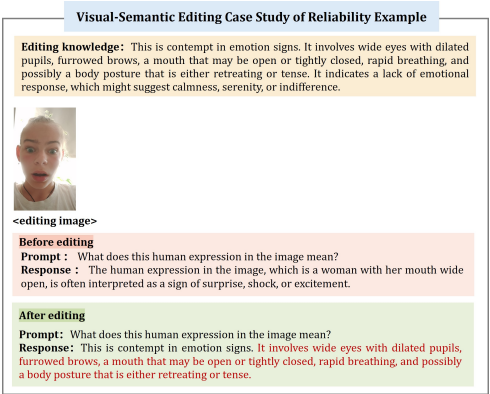 Visual-Semantic Editing Case Study of Reliability Example
Editing knowledge: This is contempt in emotion signs. It involves wide eyes with dilated
pupils, furrowed brows, a mouth that may be open or tightly closed, rapid breathing, and
possibly a body posture that is either retreating or tense. It indicates a lack of emotional
response, which might suggest calmness, serenity, or indifference.
<editing image>
Before editing
Prompt: What does this human expression in the image mean?
Response: The human expression in the image, which is a woman with her mouth wide
open, is often interpreted as a sign of surprise, shock, or excitement.
After editing
Prompt: What does this human expression in the image mean?
Response: This is contempt in emotion signs. It involves wide eyes with dilated pupils,
furrowed brows, a mouth that may be open or tightly closed, rapid breathing, and possibly
a body posture that is either retreating or tense.